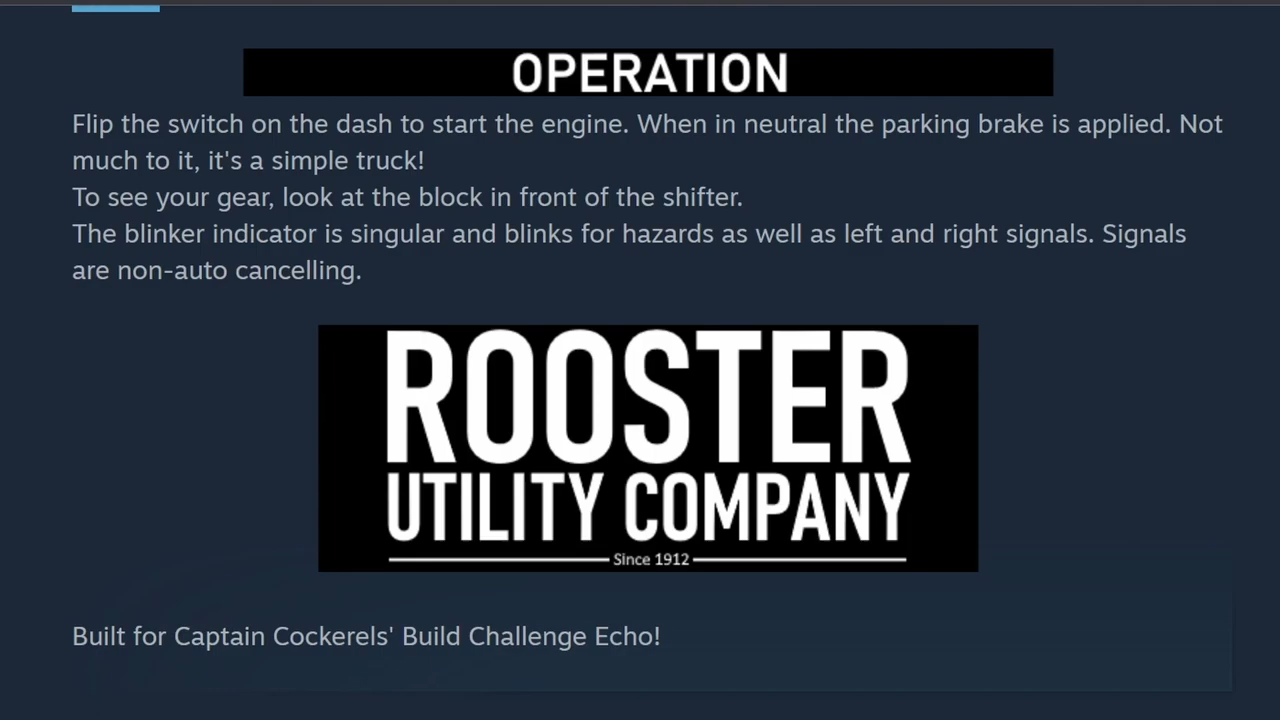 OPERATION
Flip the switch on the dash to start the engine. When in neutral the parking brake is applied. Not
much to it, it's a simple truck!
To see your gear, look at the block in front of the shifter.
The blinker indicator is singular and blinks for hazards as well as left and right signals. Signals
are non-auto cancelling.
ROOSTER
UTILITY COMPANY
Since 1912
Built for Captain Cockerels' Build Challenge Echo!